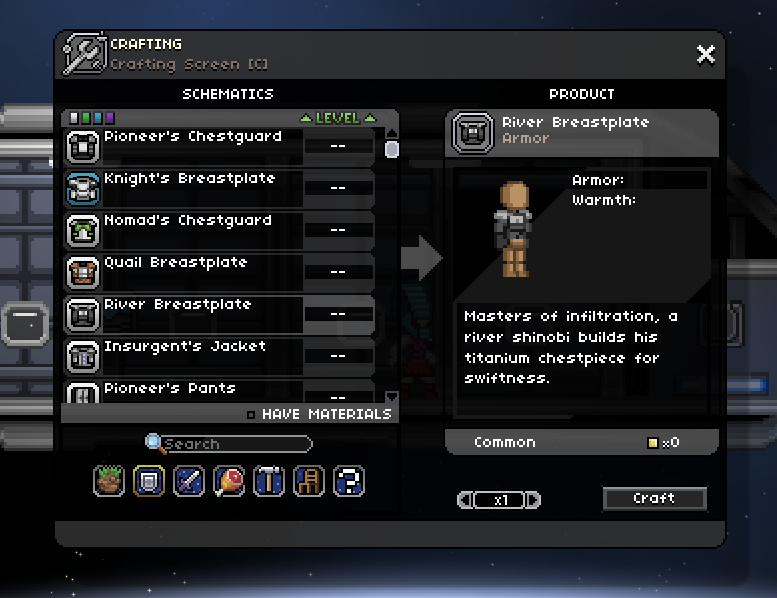 CRAFTING
Crafting Screen [C]
SCHEMATICS
LEVEL
Pioneer's Chestguard
--
Knight's Breastplate
--
Nomad's Chestguard
--
Quail Breastplate
--
River Breastplate
--
Insurgent's Jacket
--
Pioneer's Pants
--
HAVE MATERIALS
Search
?
PRODUCT
River Breastplate
Armor
Armor:
Warmth:
Masters of infiltration, a
river shinobi builds his
titanium chestpiece for
swiftness.
Common
x0
x1
Craft